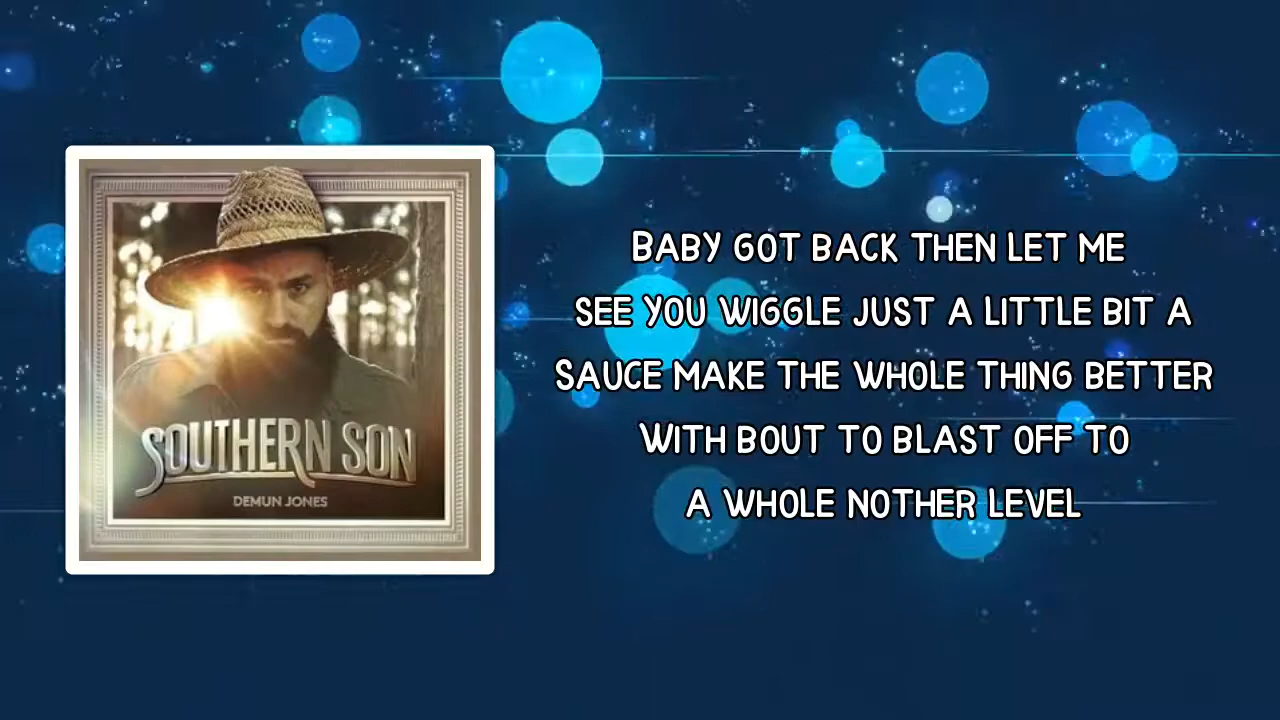 SOUTHERN SON
DEMUN JONES
BABY GOT BACK THEN LET ME
SEE YOU WIGGLE JUST A LITTLE BIT A
SAUCE MAKE THE WHOLE THING BETTER
WITH BOUT TO BLAST OFF TO
A WHOLE NOTHER LEVEL